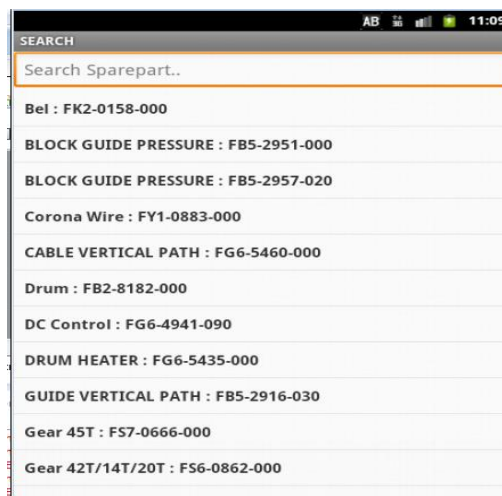 AB 3G 11:09
SEARCH
Search Sparepart..
Bel : FK2-0158-000
BLOCK GUIDE PRESSURE : FB5-2951-000
BLOCK GUIDE PRESSURE : FB5-2957-020
Corona Wire : FY1-0883-000
CABLE VERTICAL PATH : FG6-5460-000
Drum : FB2-8182-000
DC Control : FG6-4941-090
DRUM HEATER : FG6-5435-000
GUIDE VERTICAL PATH : FB5-2916-030
Gear 45T : FS7-0666-000
Gear 42T/14T/20T : FS6-0862-000